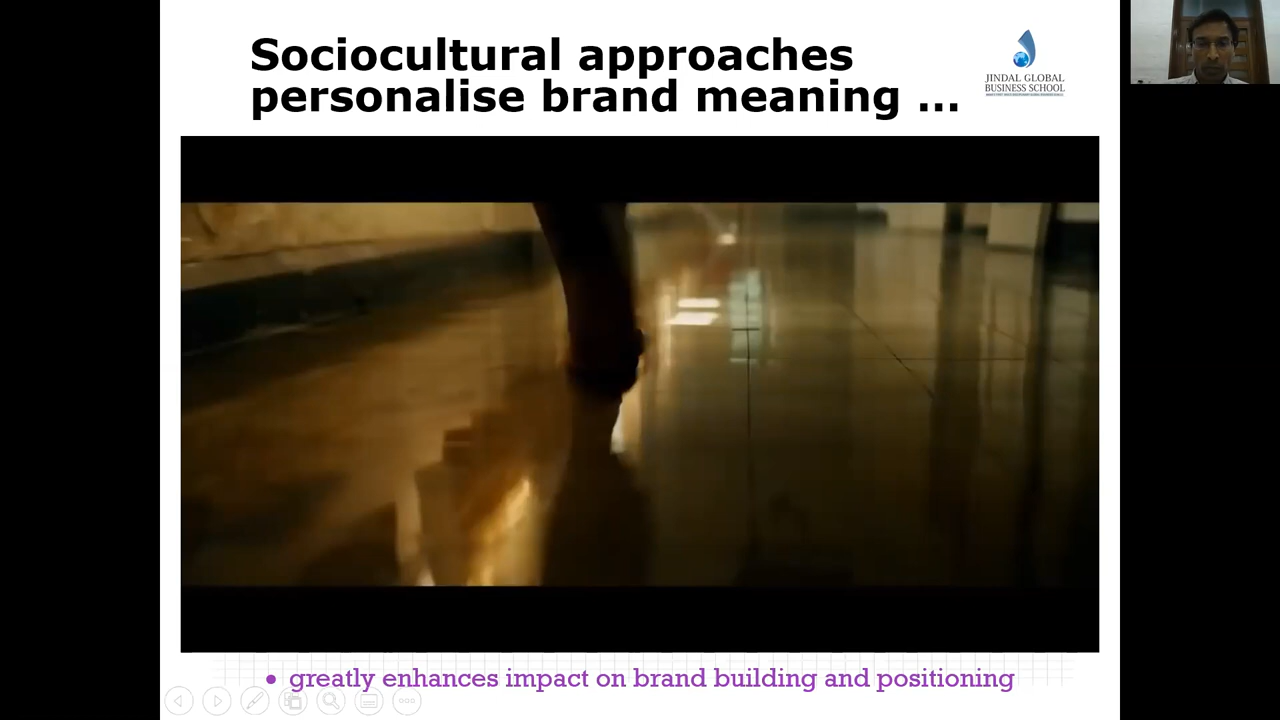 Sociocultural approaches
personalise brand meaning ...
JINDAL GLOBAL
BUSINESS SCHOOL
• greatly enhances impact on brand building and positioning